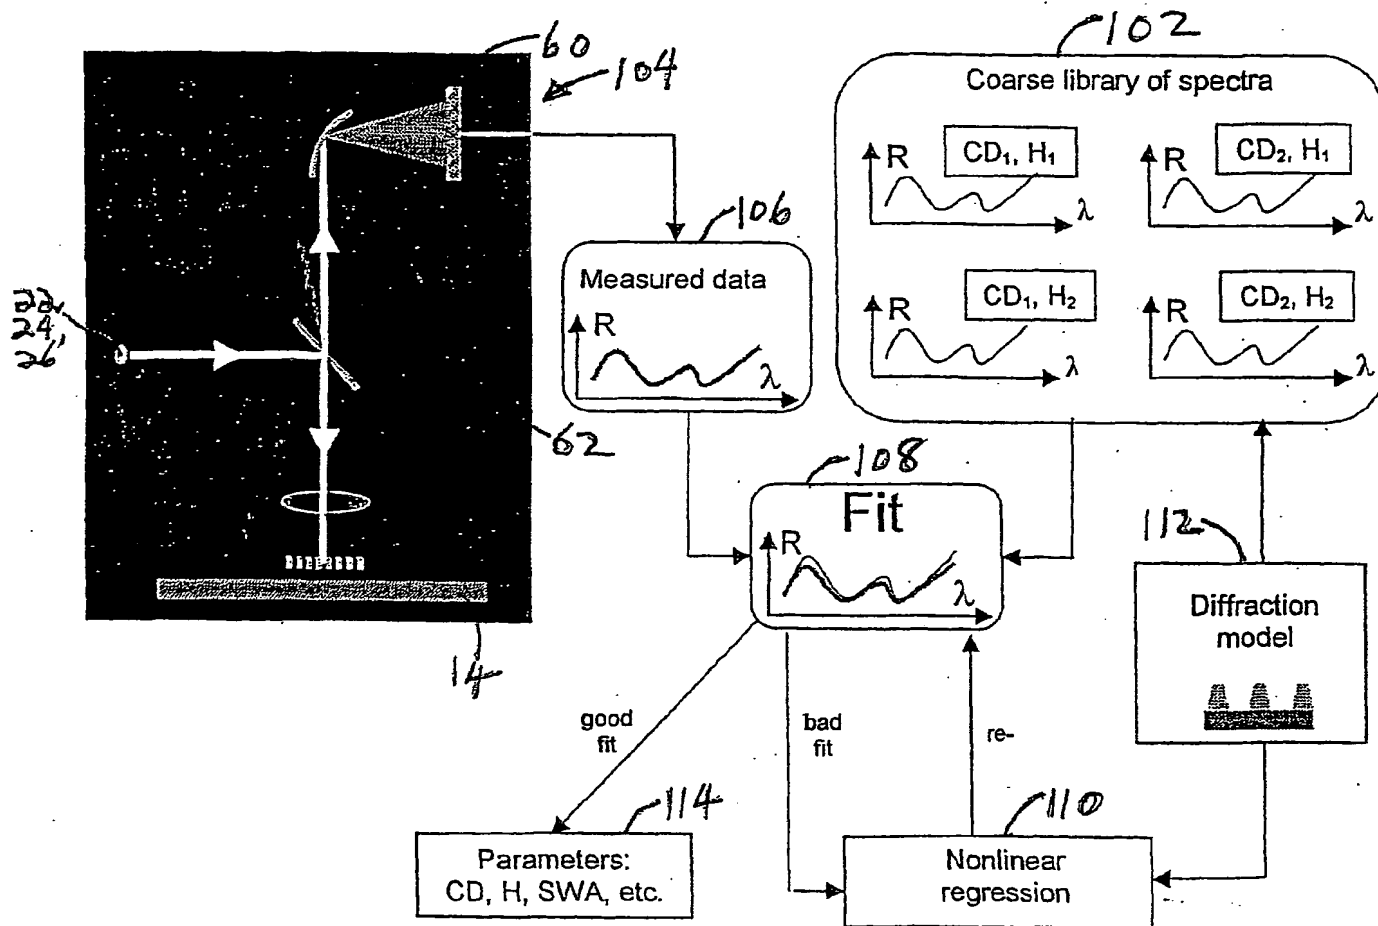 60
104
102
Coarse library of spectra
R
CD1, H1
λ
R
CD2, H1
λ
R
CD1, H2
λ
R
CD2, H2
λ
106
Measured data
R
λ
22,
24
26'
62
14
108
Fit
R
λ
112
Diffraction
model
good
fit
bad
fit
re-
114
Parameters:
CD, H, SWA, etc.
110
Nonlinear
regression